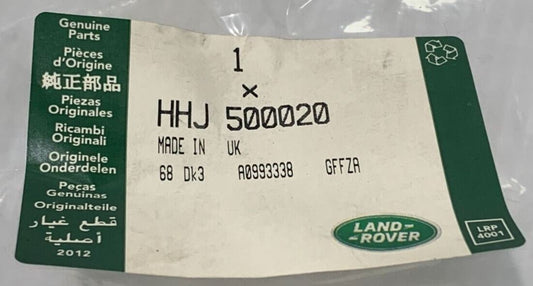 Genuine
Parts
Pièces
d'Origine
純正部品
Piezas
Originales
Ricambi
Originali
Originele
Onderdelen
Peças
Genuinas
Originalteile
قطع غيار
أصلية
2012
1
x
HHJ 500020
MADE IN UK
68 Dk3 A0993338 GFFZA
LAND
ROVER
LRP
4001